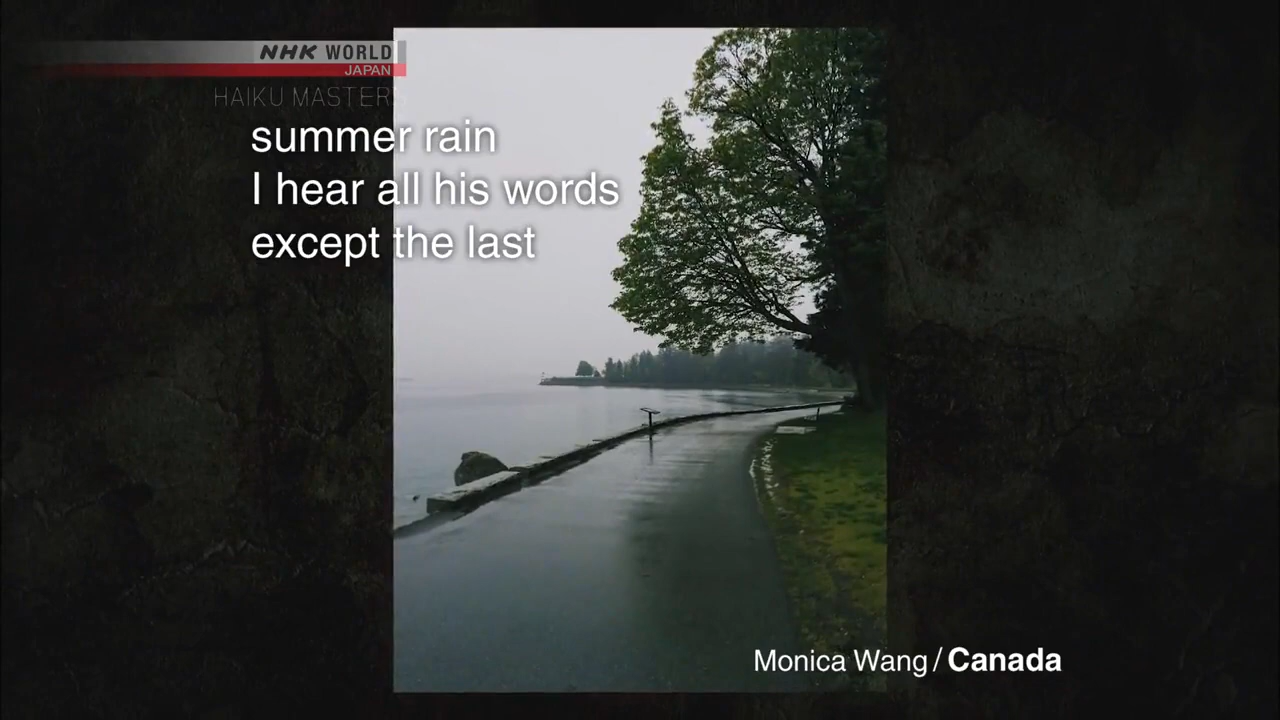 NHK WORLD
JAPAN
HAIKU MASTERS
summer rain
I hear all his words
except the last
Monica Wang / Canada